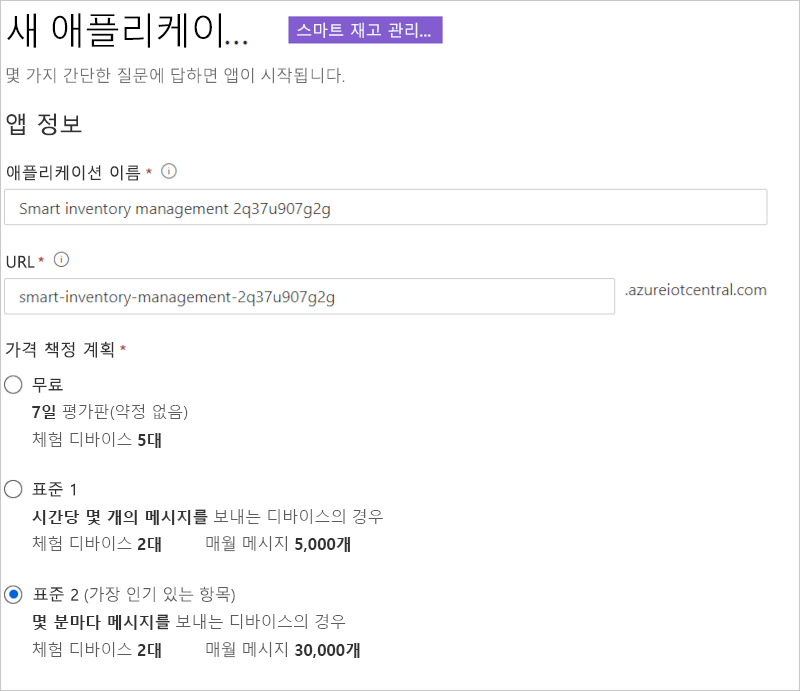 새 애플리케이... 스마트 재고 관리...
몇 가지 간단한 질문에 답하면 앱이 시작됩니다.
앱 정보
애플리케이션 이름 *
Smart inventory management 2q37u907g2g
URL *
smart-inventory-management-2q37u907g2g .azureiotcentral.com
가격 책정 계획 *
무료
7일 평가판(약정 없음)
체험 디바이스 5대
표준 1
시간당 몇 개의 메시지를 보내는 디바이스의 경우
체험 디바이스 2대 매월 메시지 5,000개
표준 2 (가장 인기 있는 항목)
몇 분마다 메시지를 보내는 디바이스의 경우
체험 디바이스 2대 매월 메시지 30,000개